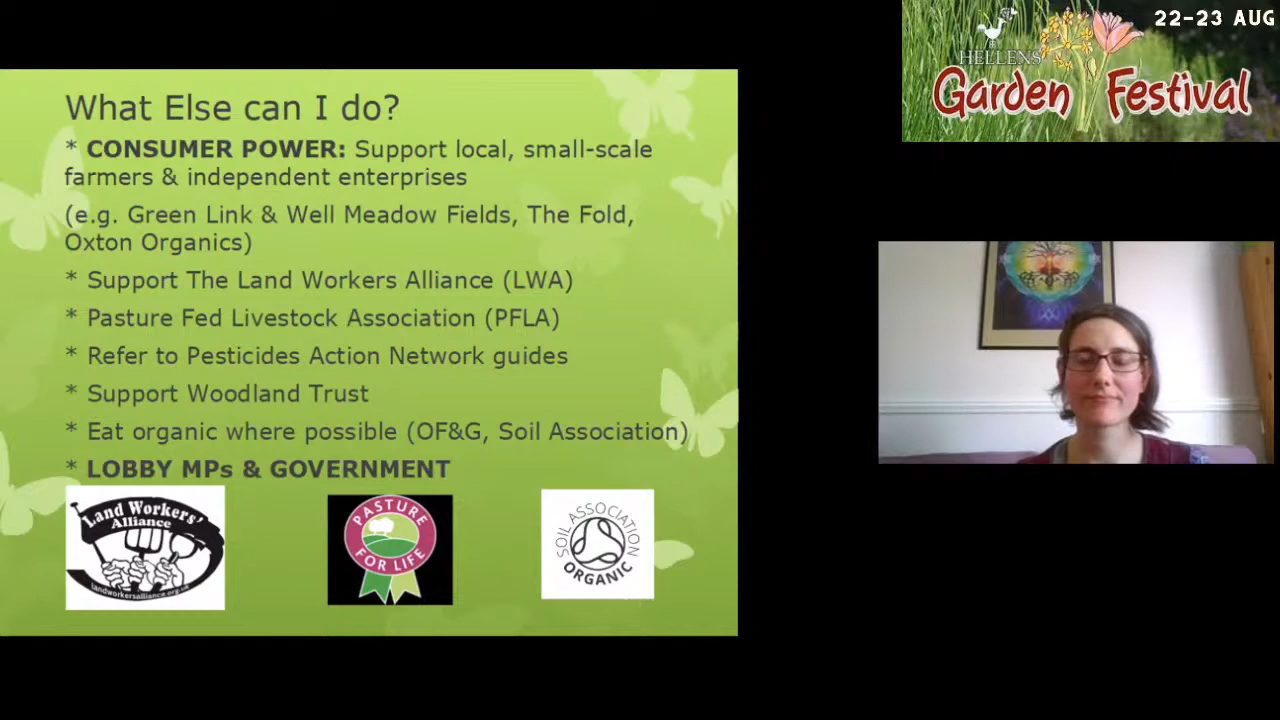 22-23 AUG
HELLENS
Garden Festival
What Else can I do?
* CONSUMER POWER: Support local, small-scale
farmers & independent enterprises
(e.g. Green Link & Well Meadow Fields, The Fold,
Oxton Organics)
* Support The Land Workers Alliance (LWA)
* Pasture Fed Livestock Association (PFLA)
* Refer to Pesticides Action Network guides
* Support Woodland Trust
* Eat organic where possible (OF&G, Soil Association)
* LOBBY MPs & GOVERNMENT
Land Workers'
Alliance
landworkersalliance.org.uk
PASTURE
FOR LIFE
SOIL ASSOCIATION
ORGANIC